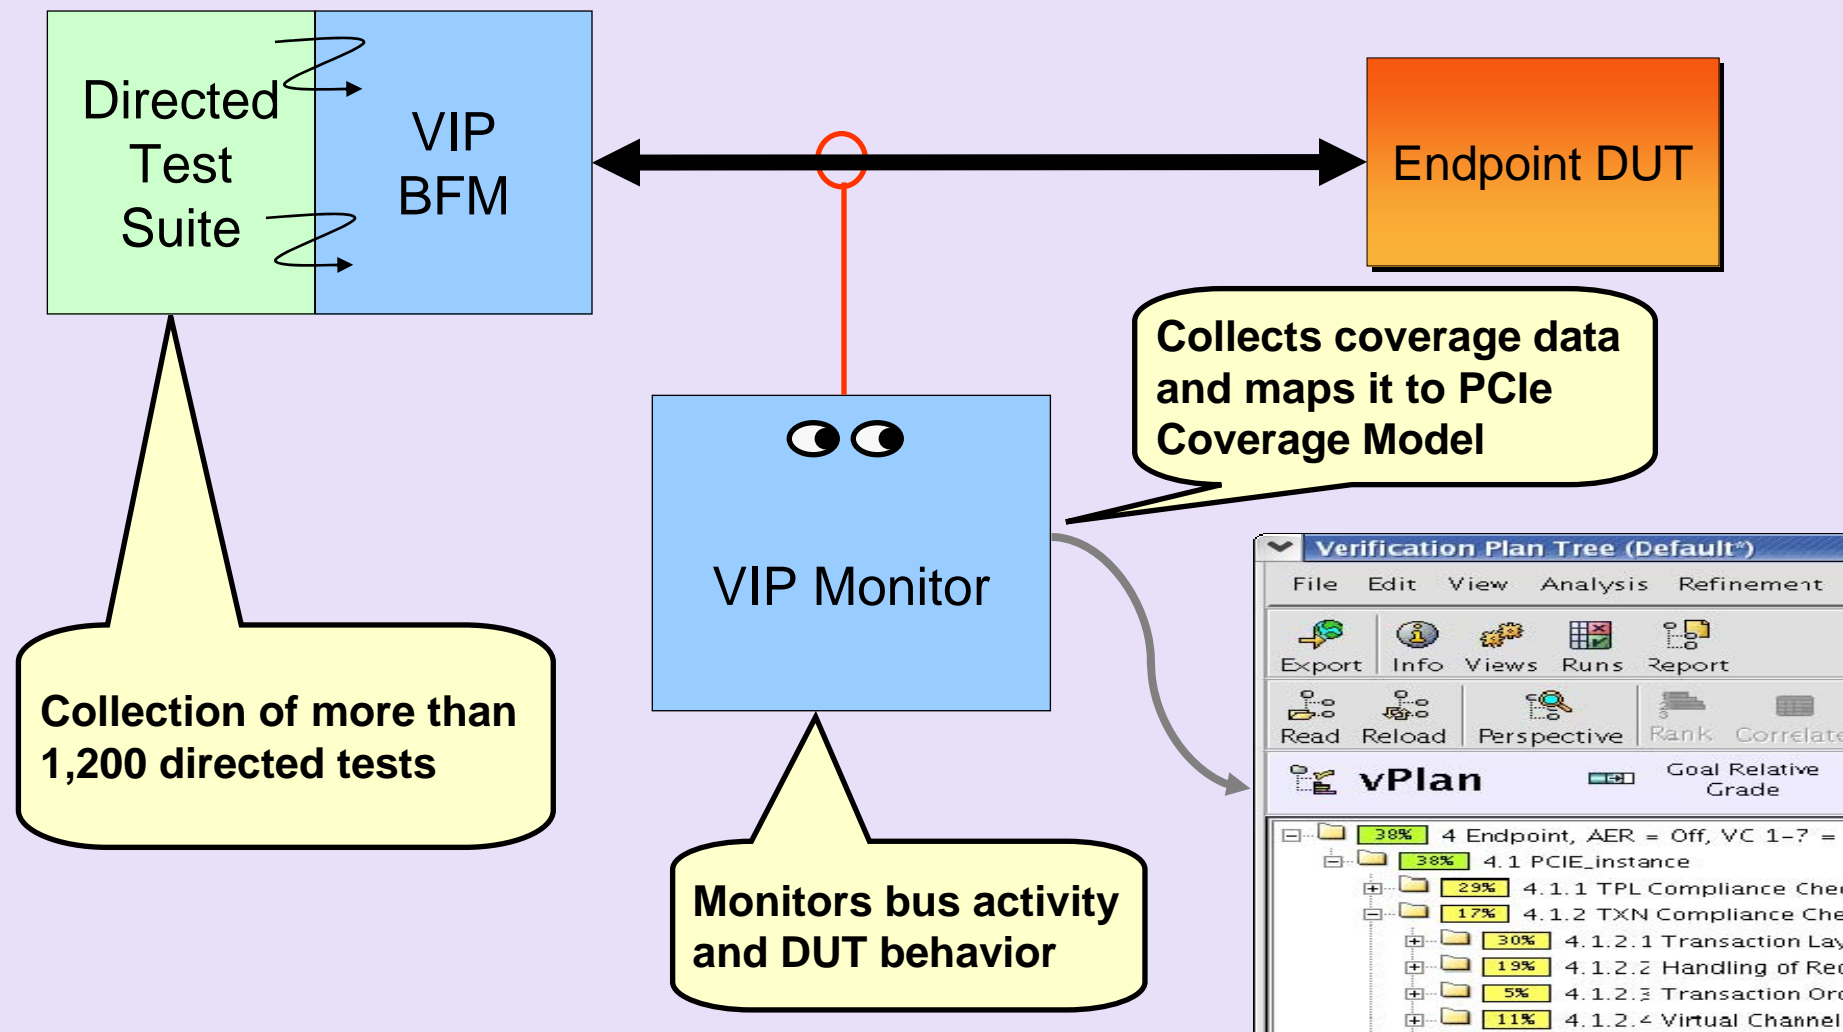 Directed
Test
Suite
VIP
BFM
Endpoint DUT
Collects coverage data
and maps it to PCIe
Coverage Model
VIP Monitor
Collection of more than
1,200 directed tests
Monitors bus activity
and DUT behavior
Verification Plan Tree (Default*)
File Edit View Analysis Refinement
Export Info Views Runs Report
Read Reload Perspective Rank Correlate
vPlan Goal Relative
Grade
38% 4 Endpoint, AER = Off, VC 1-7 =
38% 4.1 PCIE_instance
29% 4.1.1 TPL Compliance
17% 4.1.2 TXN Compliance
30% 4.1.2.1 Transaction
19% 4.1.2.2 Handling of
5% 4.1.2.3 Transaction
11% 4.1.2.4 Virtual Channel